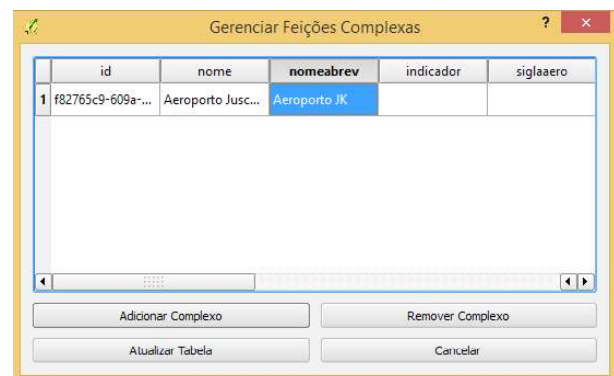 Gerenciar Feições Complexas ? ×
id nome nomeabrev indicador siglaaero
1 f82765c9-609a-... Aeroporto Jusc... Aeroporto JK
Adicionar Complexo Remover Complexo
Atualizar Tabela Cancelar